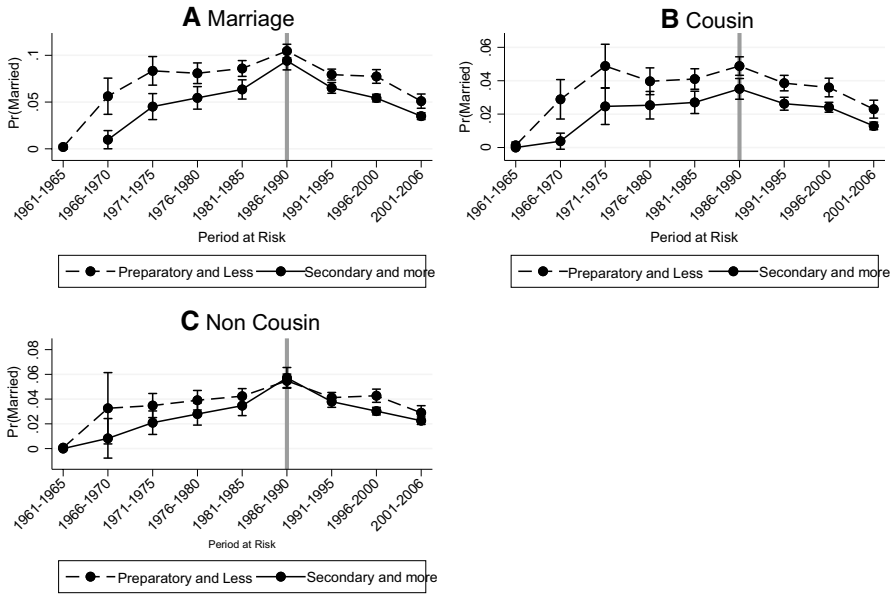 A Marriage
Pr(Married)
.1
.05
0
1961-1965
1966-1970
1971-1975
1976-1980
1981-1985
1986-1990
1991-1995
1996-2000
2001-2006
Period at Risk
Preparatory and Less
Secondary and more
B Cousin
Pr(Married)
.06
.04
.02
0
1961-1965
1966-1970
1971-1975
1976-1980
1981-1985
1986-1990
1991-1995
1996-2000
2001-2006
Period at Risk
Preparatory and Less
Secondary and more
C Non Cousin
Pr(Married)
.08
.06
.04
.02
0
1961-1965
1966-1970
1971-1975
1976-1980
1981-1985
1986-1990
1991-1995
1996-2000
2001-2006
Period at Risk
Preparatory and Less
Secondary and more